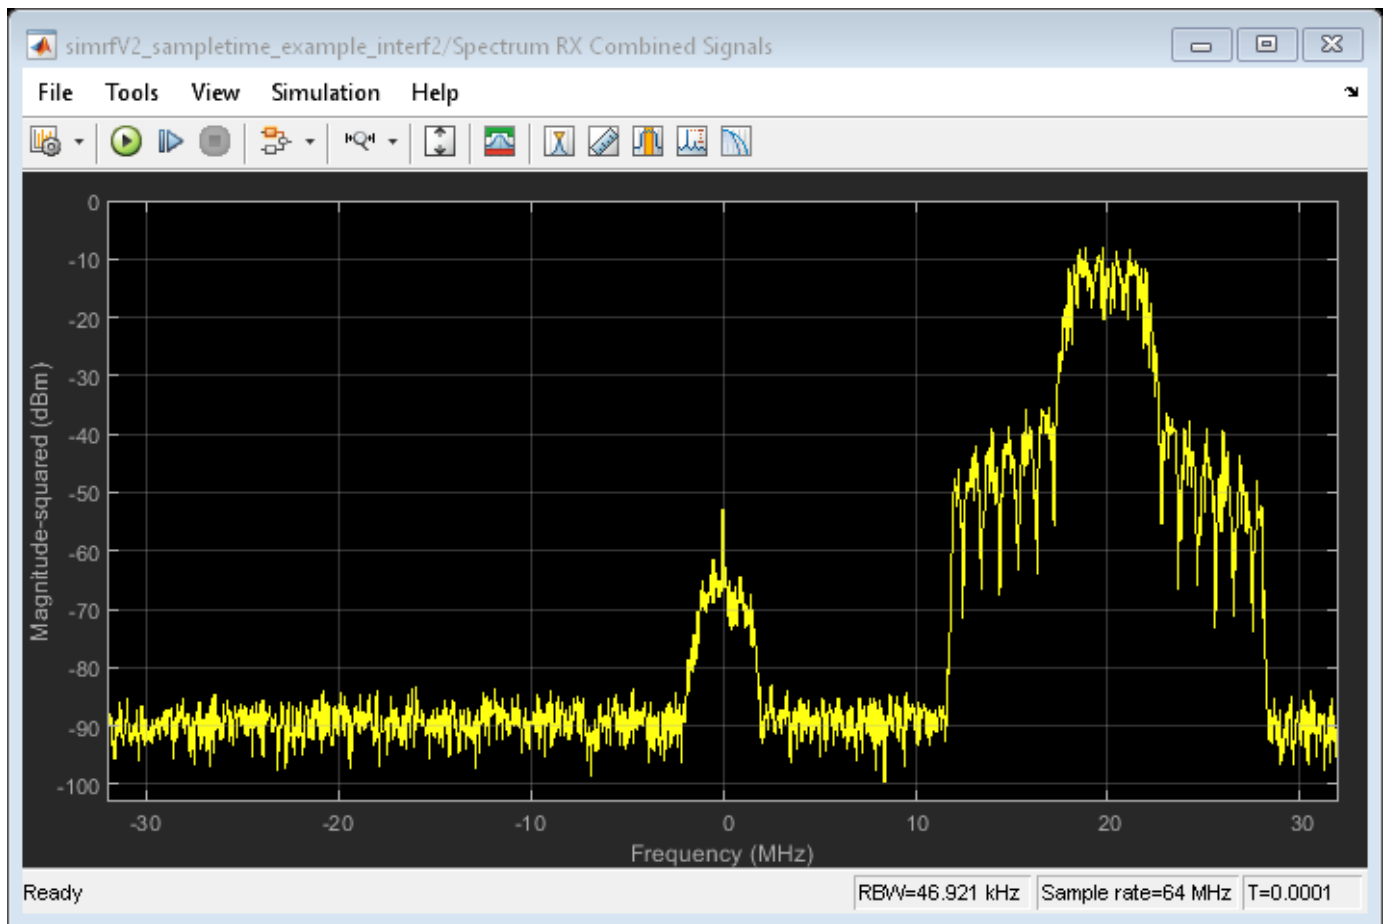 simrfV2_sampletime_example_interf2/Spectrum RX Combined Signals
File Tools View Simulation Help
0
-10
-20
-30
-40
-50
-60
-70
-80
-90
-100
Magnitude-squared (dBm)
-30 -20 -10 0 10 20 30
Frequency (MHz)
Ready RBW=46.921 kHz Sample rate=64 MHz T=0.0001